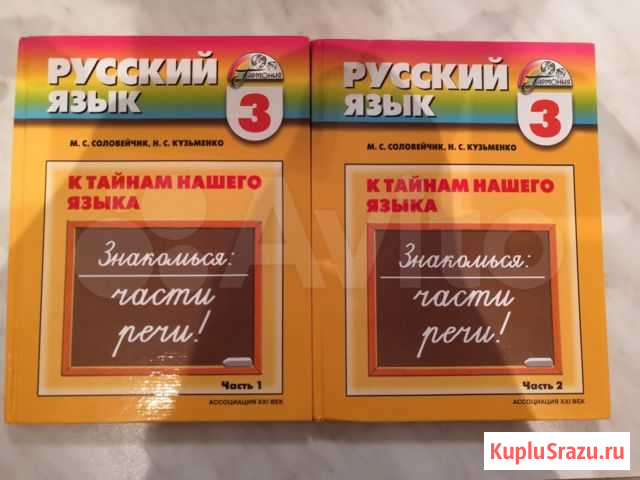 РУССКИЙ
ЯЗЫК
Гармония
3
М. С. СОЛОВЕЙЧИК, Н. С. КУЗЬМЕНКО
К ТАЙНАМ НАШЕГО
ЯЗЫКА
Знакомься:
части
речи!
Часть 1
АССОЦИАЦИЯ XXI ВЕК
РУССКИЙ
ЯЗЫК
Гармония
3
М. С. СОЛОВЕЙЧИК, Н. С. КУЗЬМЕНКО
К ТАЙНАМ НАШЕГО
ЯЗЫКА
Знакомься:
части
речи!
Часть 2
АССОЦИАЦИЯ XXI ВЕК
Avito
KupluSrazu.ru